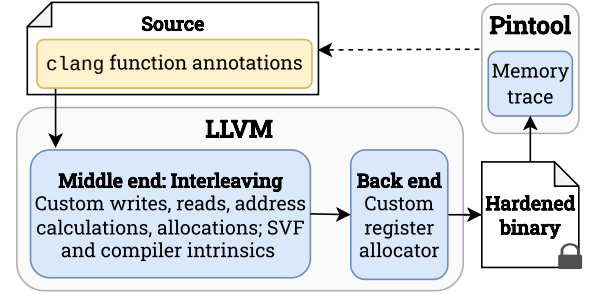 Source
clang function annotations
Pintool
Memory
trace
LLVM
Middle end: Interleaving
Custom writes, reads, address
calculations, allocations; SVF
and compiler intrinsics
Back end
Custom
register
allocator
Hardened
binary